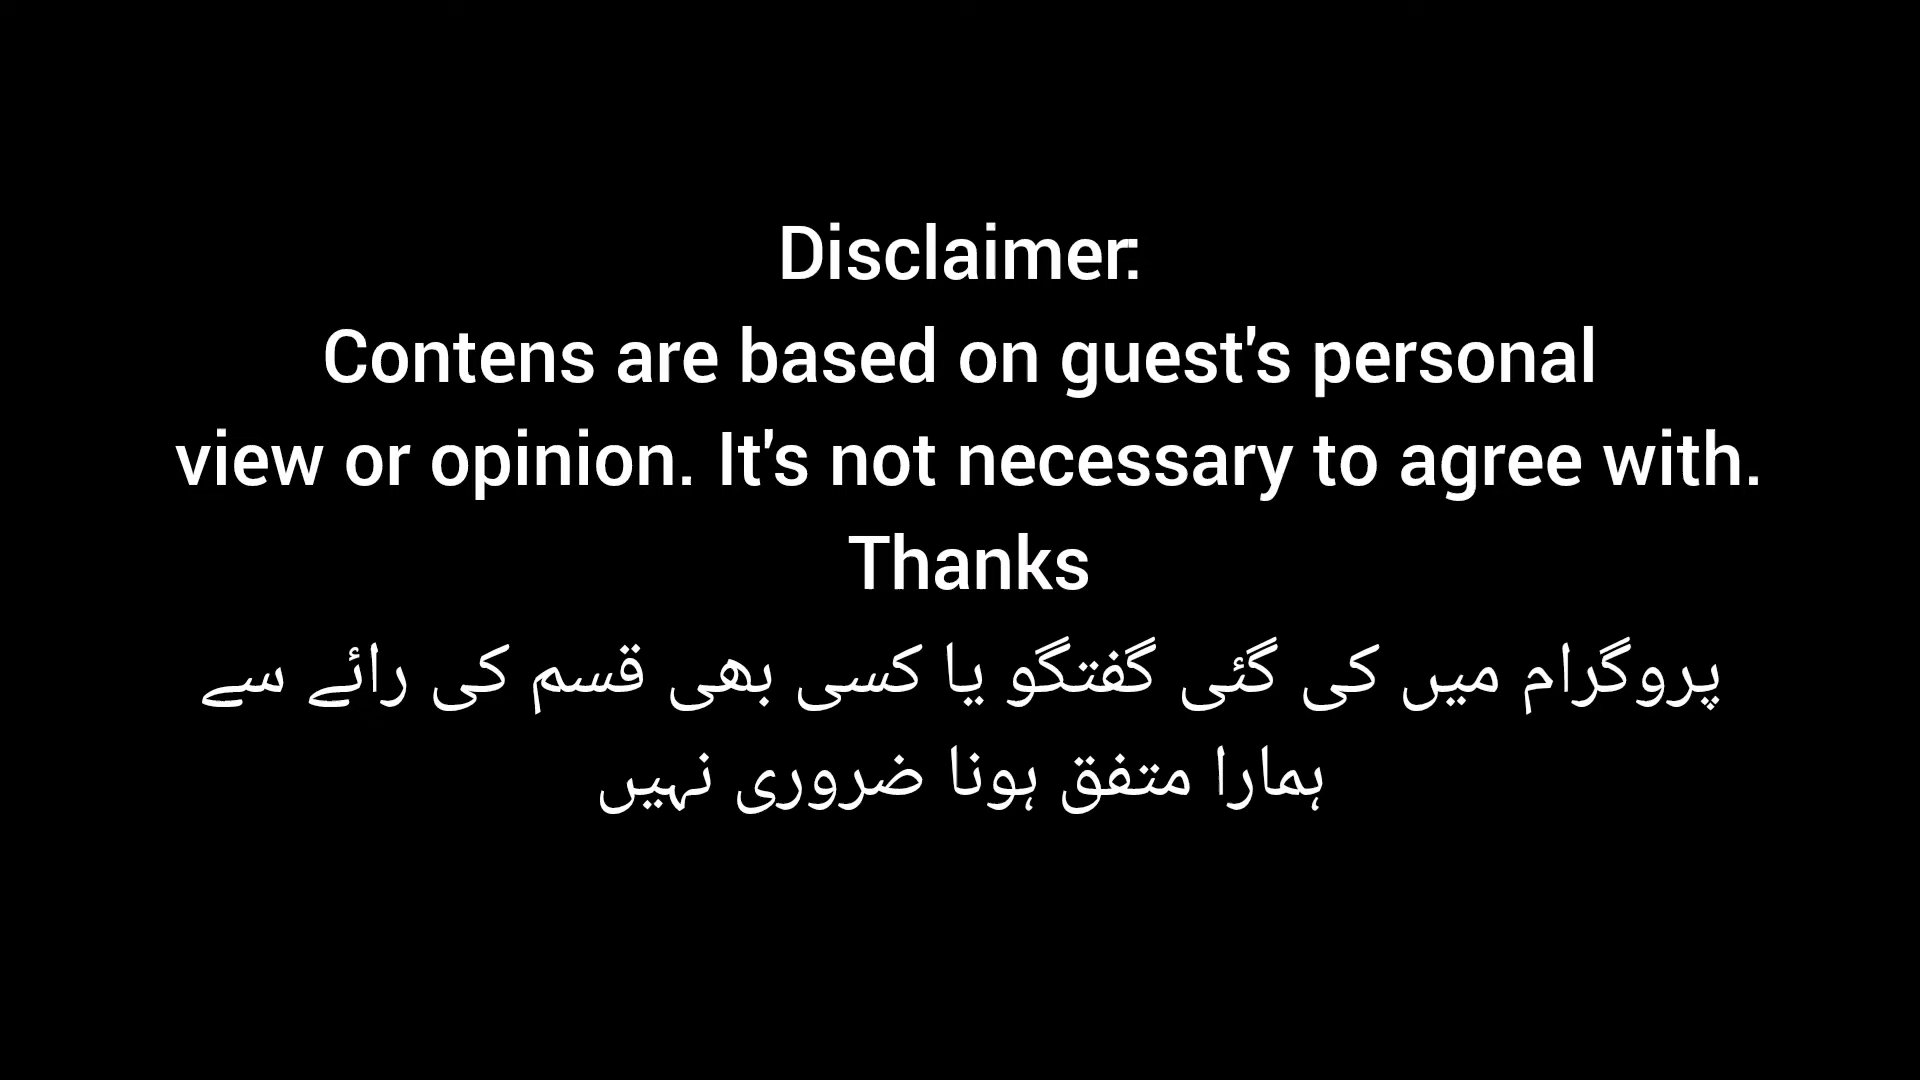 Disclaimer:
Contens are based on guest's personal
view or opinion. It's not necessary to agree with.
Thanks
پروگرام میں کی گئی گفتگو یا کسی بھی قسم کی رائے سے
ہمارا متفق ہونا ضروری نہیں